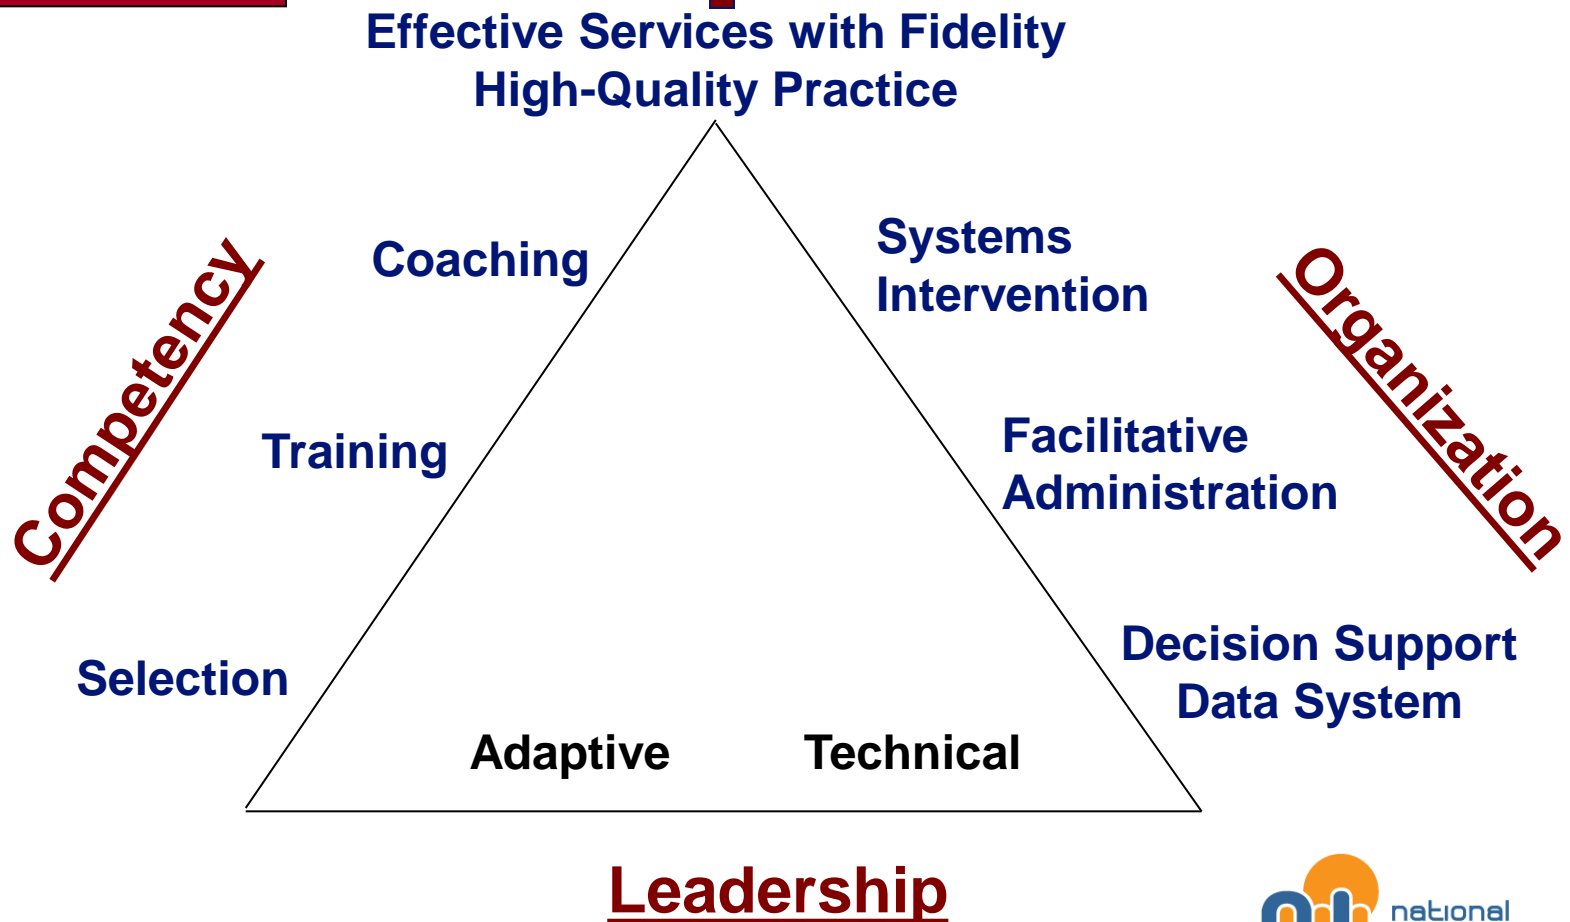 Effective Services with Fidelity
High-Quality Practice
Competency
Coaching
Systems
Intervention
Organization
Training
Facilitative
Administration
Selection
Decision Support
Data System
Adaptive
Technical
Leadership
national